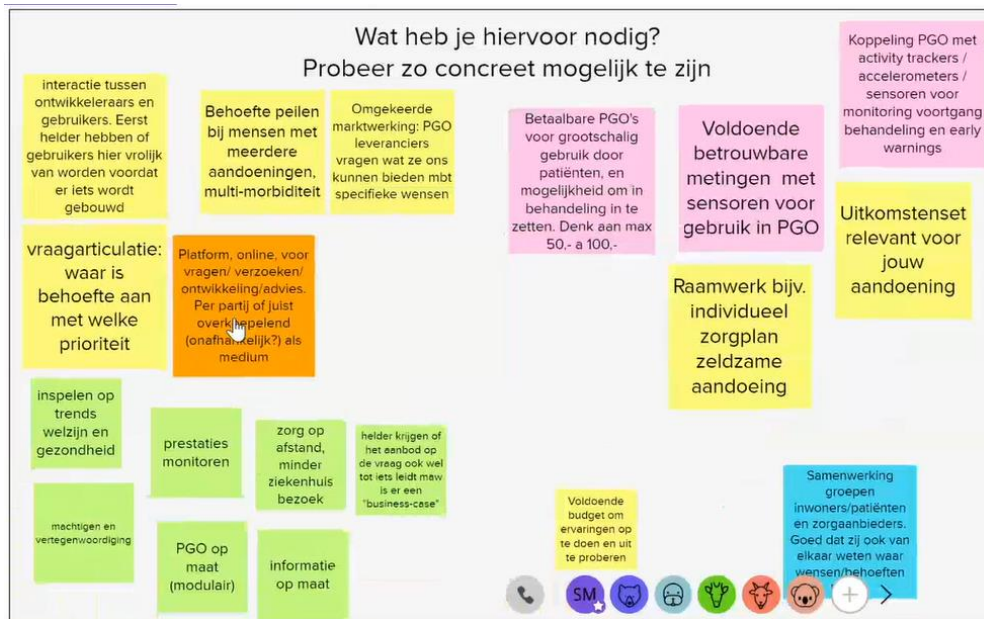 Wat heb je hiervoor nodig?
Probeer zo concreet mogelijk te zijn
interactie tussen
ontwikkeleraars en
gebruikers. Eerst
helder hebben of
gebruikers hier vrolijk
van worden voordat
er iets wordt
gebouwd
Behoefte peilen
bij mensen met
meerdere
aandoeningen,
multi-morbiditeit
Omgekeerde
marktwerking: PGO
leveranciers
vragen wat ze ons
kunnen bieden mbt
specifieke wensen
Betaalbare PGO's
voor grootschalig
gebruik door
patiënten, en
mogelijkheid om in
behandeling in te
zetten. Denk aan max
50,- a 100,-
Voldoende
betrouwbare
metingen met
sensoren voor
gebruik in PGO
Koppeling PGO met
activity trackers /
accelerometers /
sensoren voor
monitoring voortgang
behandeling en early
warnings
vraagarticulatie:
waar is
behoefte aan
met welke
prioriteit
Platform, online, voor
vragen/ verzoeken/
ontwikkeling/advies.
Per partij of juist
(onafhankelijk?) als
medium
Raamwerk bijv.
individueel
zorgplan
zeldzame
aandoeing
Uitkomstenset
relevant voor
jouw
aandoening
inspelen op
trends
welzijn en
gezondheid
prestaties
monitoren
zorg op
afstand,
minder
ziekenhuis
bezoek
helder krijgen of
het aanbod op
de vraag ook wel
tot iets leidt maw
is er een
"business-case"
machtigen en
vertegenwoordiging
PGO op
maat
(modulair)
informatie
op maat
Voldoende
budget om
ervaringen op
te doen en uit
te proberen
Samenwerking
groepen
inwoners/patiënten
en zorgaanbieders.
Goed dat zij ook van
elkaar weten waar
wensen/behoeften
SM